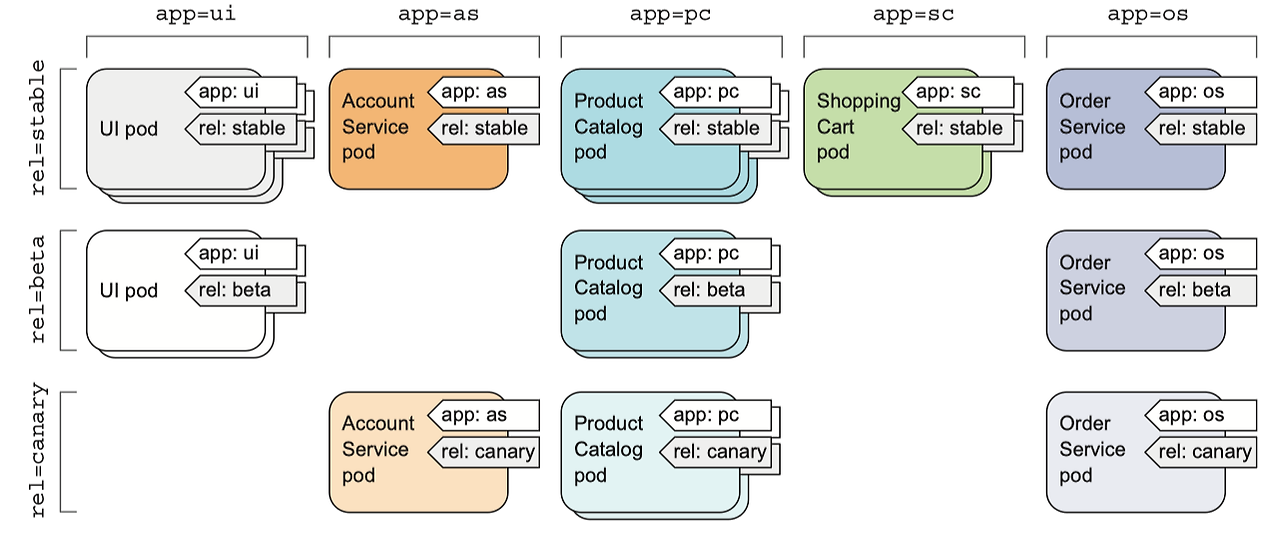 app=ui
app=as
app=pc
app=sc
app=os
rel=stable
UI pod
app: ui
rel: stable
Account
Service
pod
app: as
rel: stable
Product
Catalog
pod
app: pc
rel: stable
Shopping
Cart
pod
app: sc
rel: stable
Order
Service
pod
app: os
rel: stable
rel=beta
UI pod
app: ui
rel: beta
Product
Catalog
pod
app: pc
rel: beta
Order
Service
pod
app: os
rel: beta
rel=canary
Account
Service
pod
app: as
rel: canary
Product
Catalog
pod
app: pc
rel: canary
Order
Service
pod
app: os
rel: canary